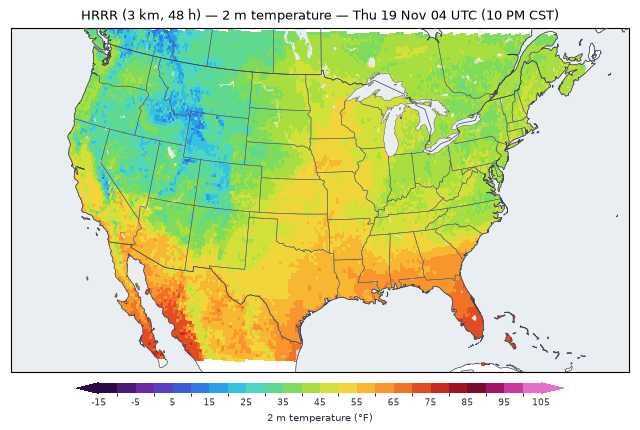 HRRR (3 km, 48 h) — 2 m temperature — Thu 19 Nov 04 UTC (10 PM CST)
-15 -5 5 15 25 35 45 55 65 75 85 95 105
2 m temperature (°F)